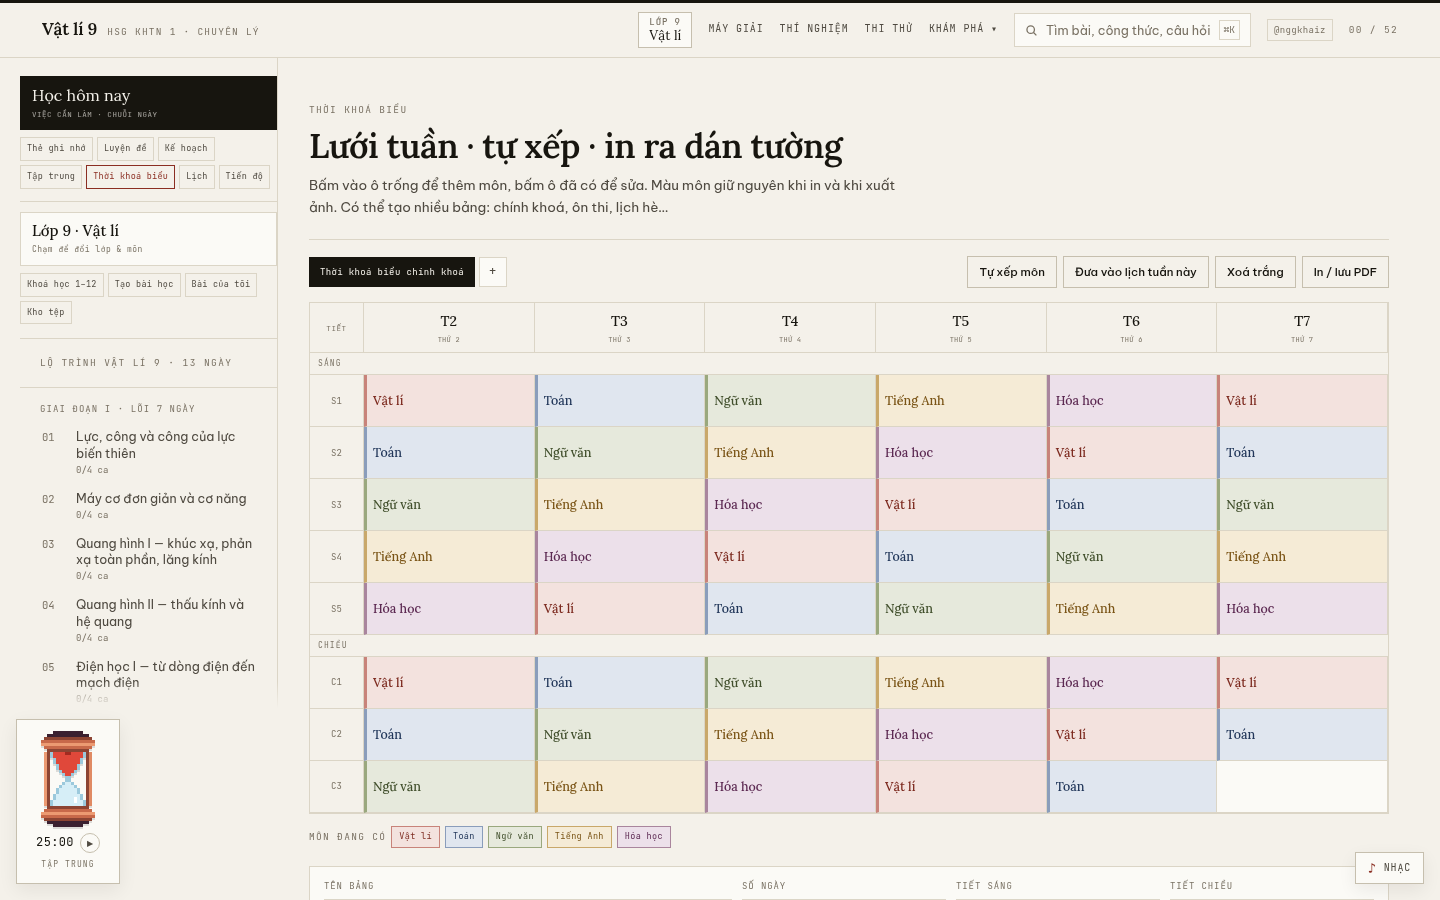 Vật lí 9 HSG KHTN 1 · CHUYÊN LÝ
LỚP 9
Vật lí
MÁY GIẢI THÍ NGHIỆM THI THỬ KHÁM PHÁ ▾
Tìm bài, công thức, câu hỏi ⌘K
@nggkhaiz 00 / 52
Học hôm nay
VIỆC CẦN LÀM · CHUỖI NGÀY
Thẻ ghi nhớ Luyện đề Kế hoạch
Tập trung Thời khoá biểu Lịch Tiến độ
Lớp 9 · Vật lí
Chạm để đổi lớp & môn
Khoá học 1–12 Tạo bài học Bài của tôi
Kho tệp
LỘ TRÌNH VẬT LÍ 9 · 13 NGÀY
GIAI ĐOẠN I · LÕI 7 NGÀY
01 Lực, công và công của lực
biến thiên
0/4 ca
02 Máy cơ đơn giản và cơ năng
0/4 ca
03 Quang hình I — khúc xạ, phản
xạ toàn phần, lăng kính
0/4 ca
04 Quang hình II — thấu kính và
hệ quang
0/4 ca
05 Điện học I — từ dòng điện đến
mạch điện
0/4 ca
25:00 ▶
TẬP TRUNG
THỜI KHOÁ BIỂU
Lưới tuần · tự xếp · in ra dán tường
Bấm vào ô trống để thêm môn, bấm ô đã có để sửa. Màu môn giữ nguyên khi in và khi xuất
ảnh. Có thể tạo nhiều bảng: chính khoá, ôn thi, lịch hè…
Thời khoá biểu chính khoá +
Tự xếp môn Đưa vào lịch tuần này Xoá trắng In / lưu PDF
TIẾT T2 T3 T4 T5 T6 T7
THỨ 2 THỨ 3 THỨ 4 THỨ 5 THỨ 6 THỨ 7
SÁNG
S1 Vật lí Toán Ngữ văn Tiếng Anh Hóa học Vật lí
S2 Toán Ngữ văn Tiếng Anh Hóa học Vật lí Toán
S3 Ngữ văn Tiếng Anh Hóa học Vật lí Toán Ngữ văn
S4 Tiếng Anh Hóa học Vật lí Toán Ngữ văn Tiếng Anh
S5 Hóa học Vật lí Toán Ngữ văn Tiếng Anh Hóa học
CHIỀU
C1 Vật lí Toán Ngữ văn Tiếng Anh Hóa học Vật lí
C2 Toán Ngữ văn Tiếng Anh Hóa học Vật lí Toán
C3 Ngữ văn Tiếng Anh Hóa học Vật lí Toán
MÔN ĐANG CÓ Vật lí Toán Ngữ văn Tiếng Anh Hóa học
TÊN BẢNG SỐ NGÀY TIẾT SÁNG TIẾT CHIỀU
♪ NHẠC